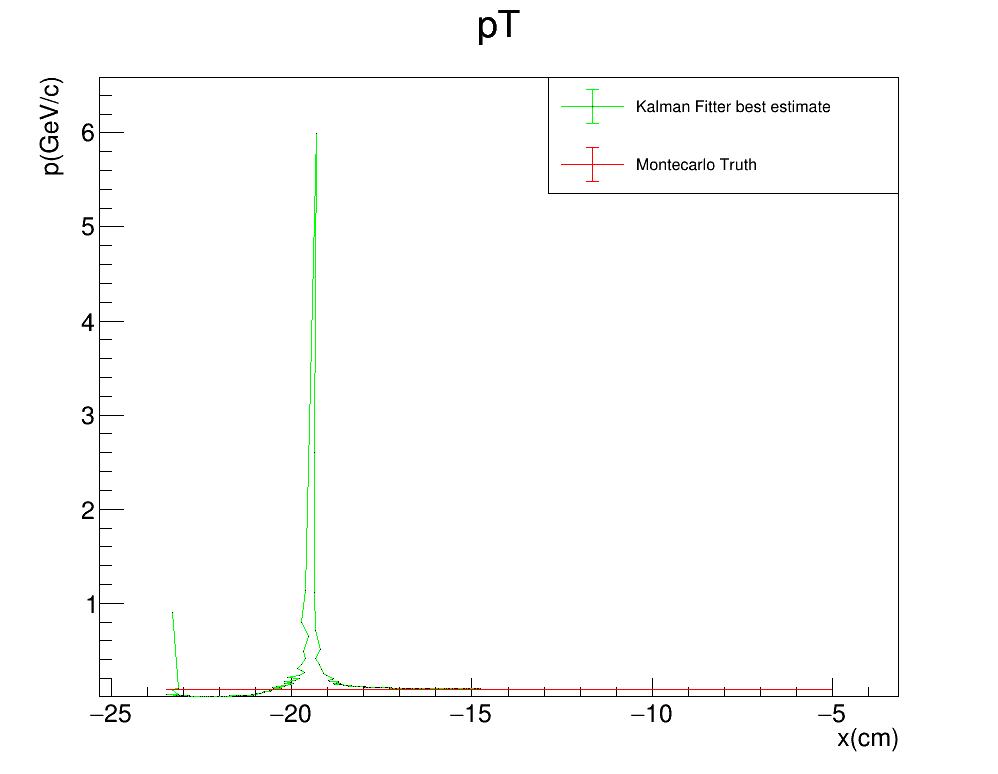 pT
p(GeV/c)
Kalman Fitter best estimate
Montecarlo Truth
6
5
4
3
2
1
−25 −20 −15 −10 −5
x(cm)